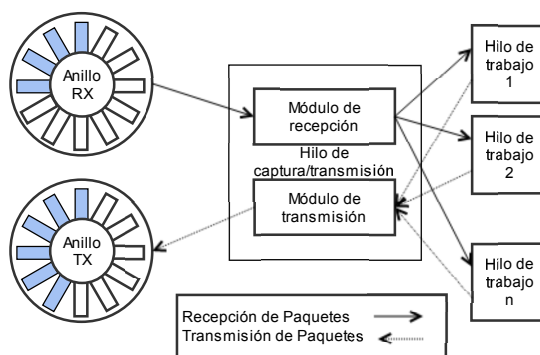 Anillo
RX
Módulo de
recepción
Hilo de
captura/transmisión
Módulo de
transmisión
Anillo
TX
Hilo de
trabajo
1
Hilo de
trabajo
2
Hilo de
trabajo
n
Recepción de Paquetes
Transmisión de Paquetes